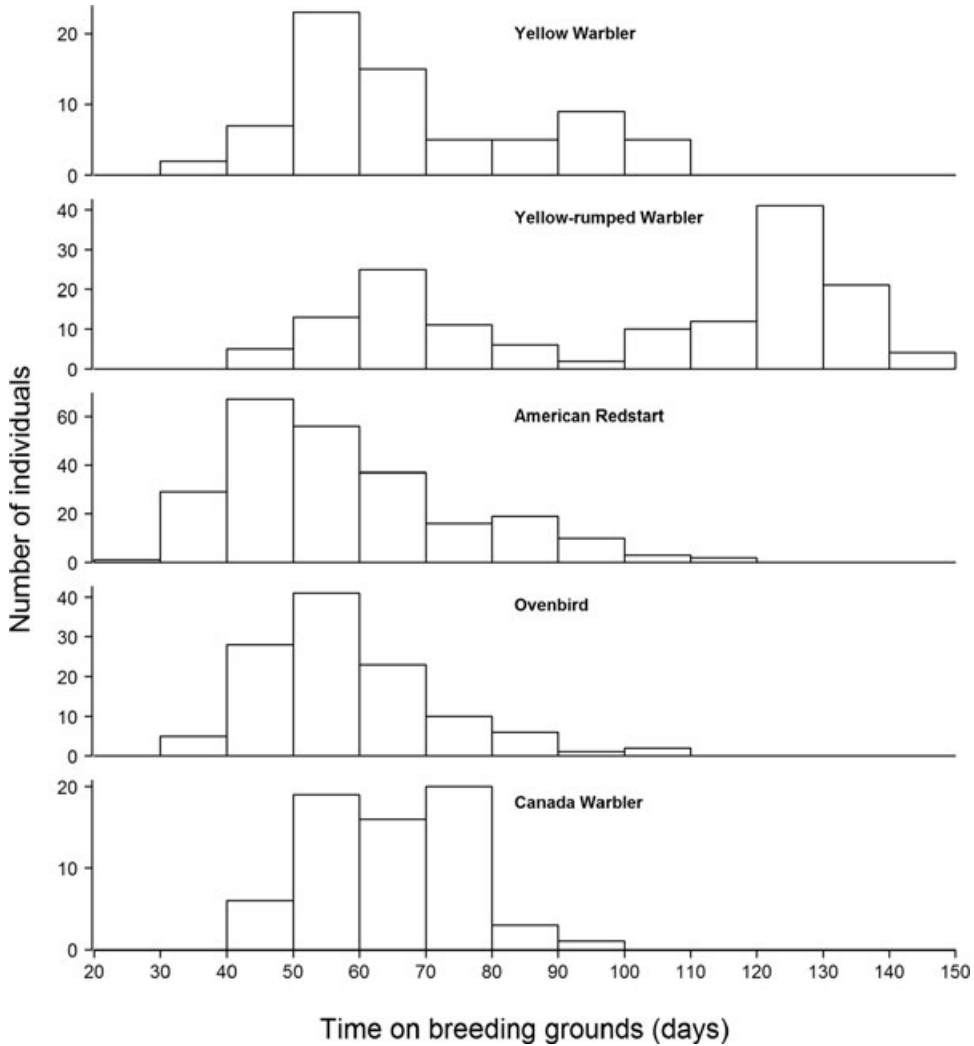 Yellow Warbler
20
10
0
Yellow-rumped Warbler
40
30
20
10
0
American Redstart
60
40
20
0
Ovenbird
40
30
20
10
0
Canada Warbler
20
10
0
20 30 40 50 60 70 80 90 100 110 120 130 140 150
Number of individuals
Time on breeding grounds (days)